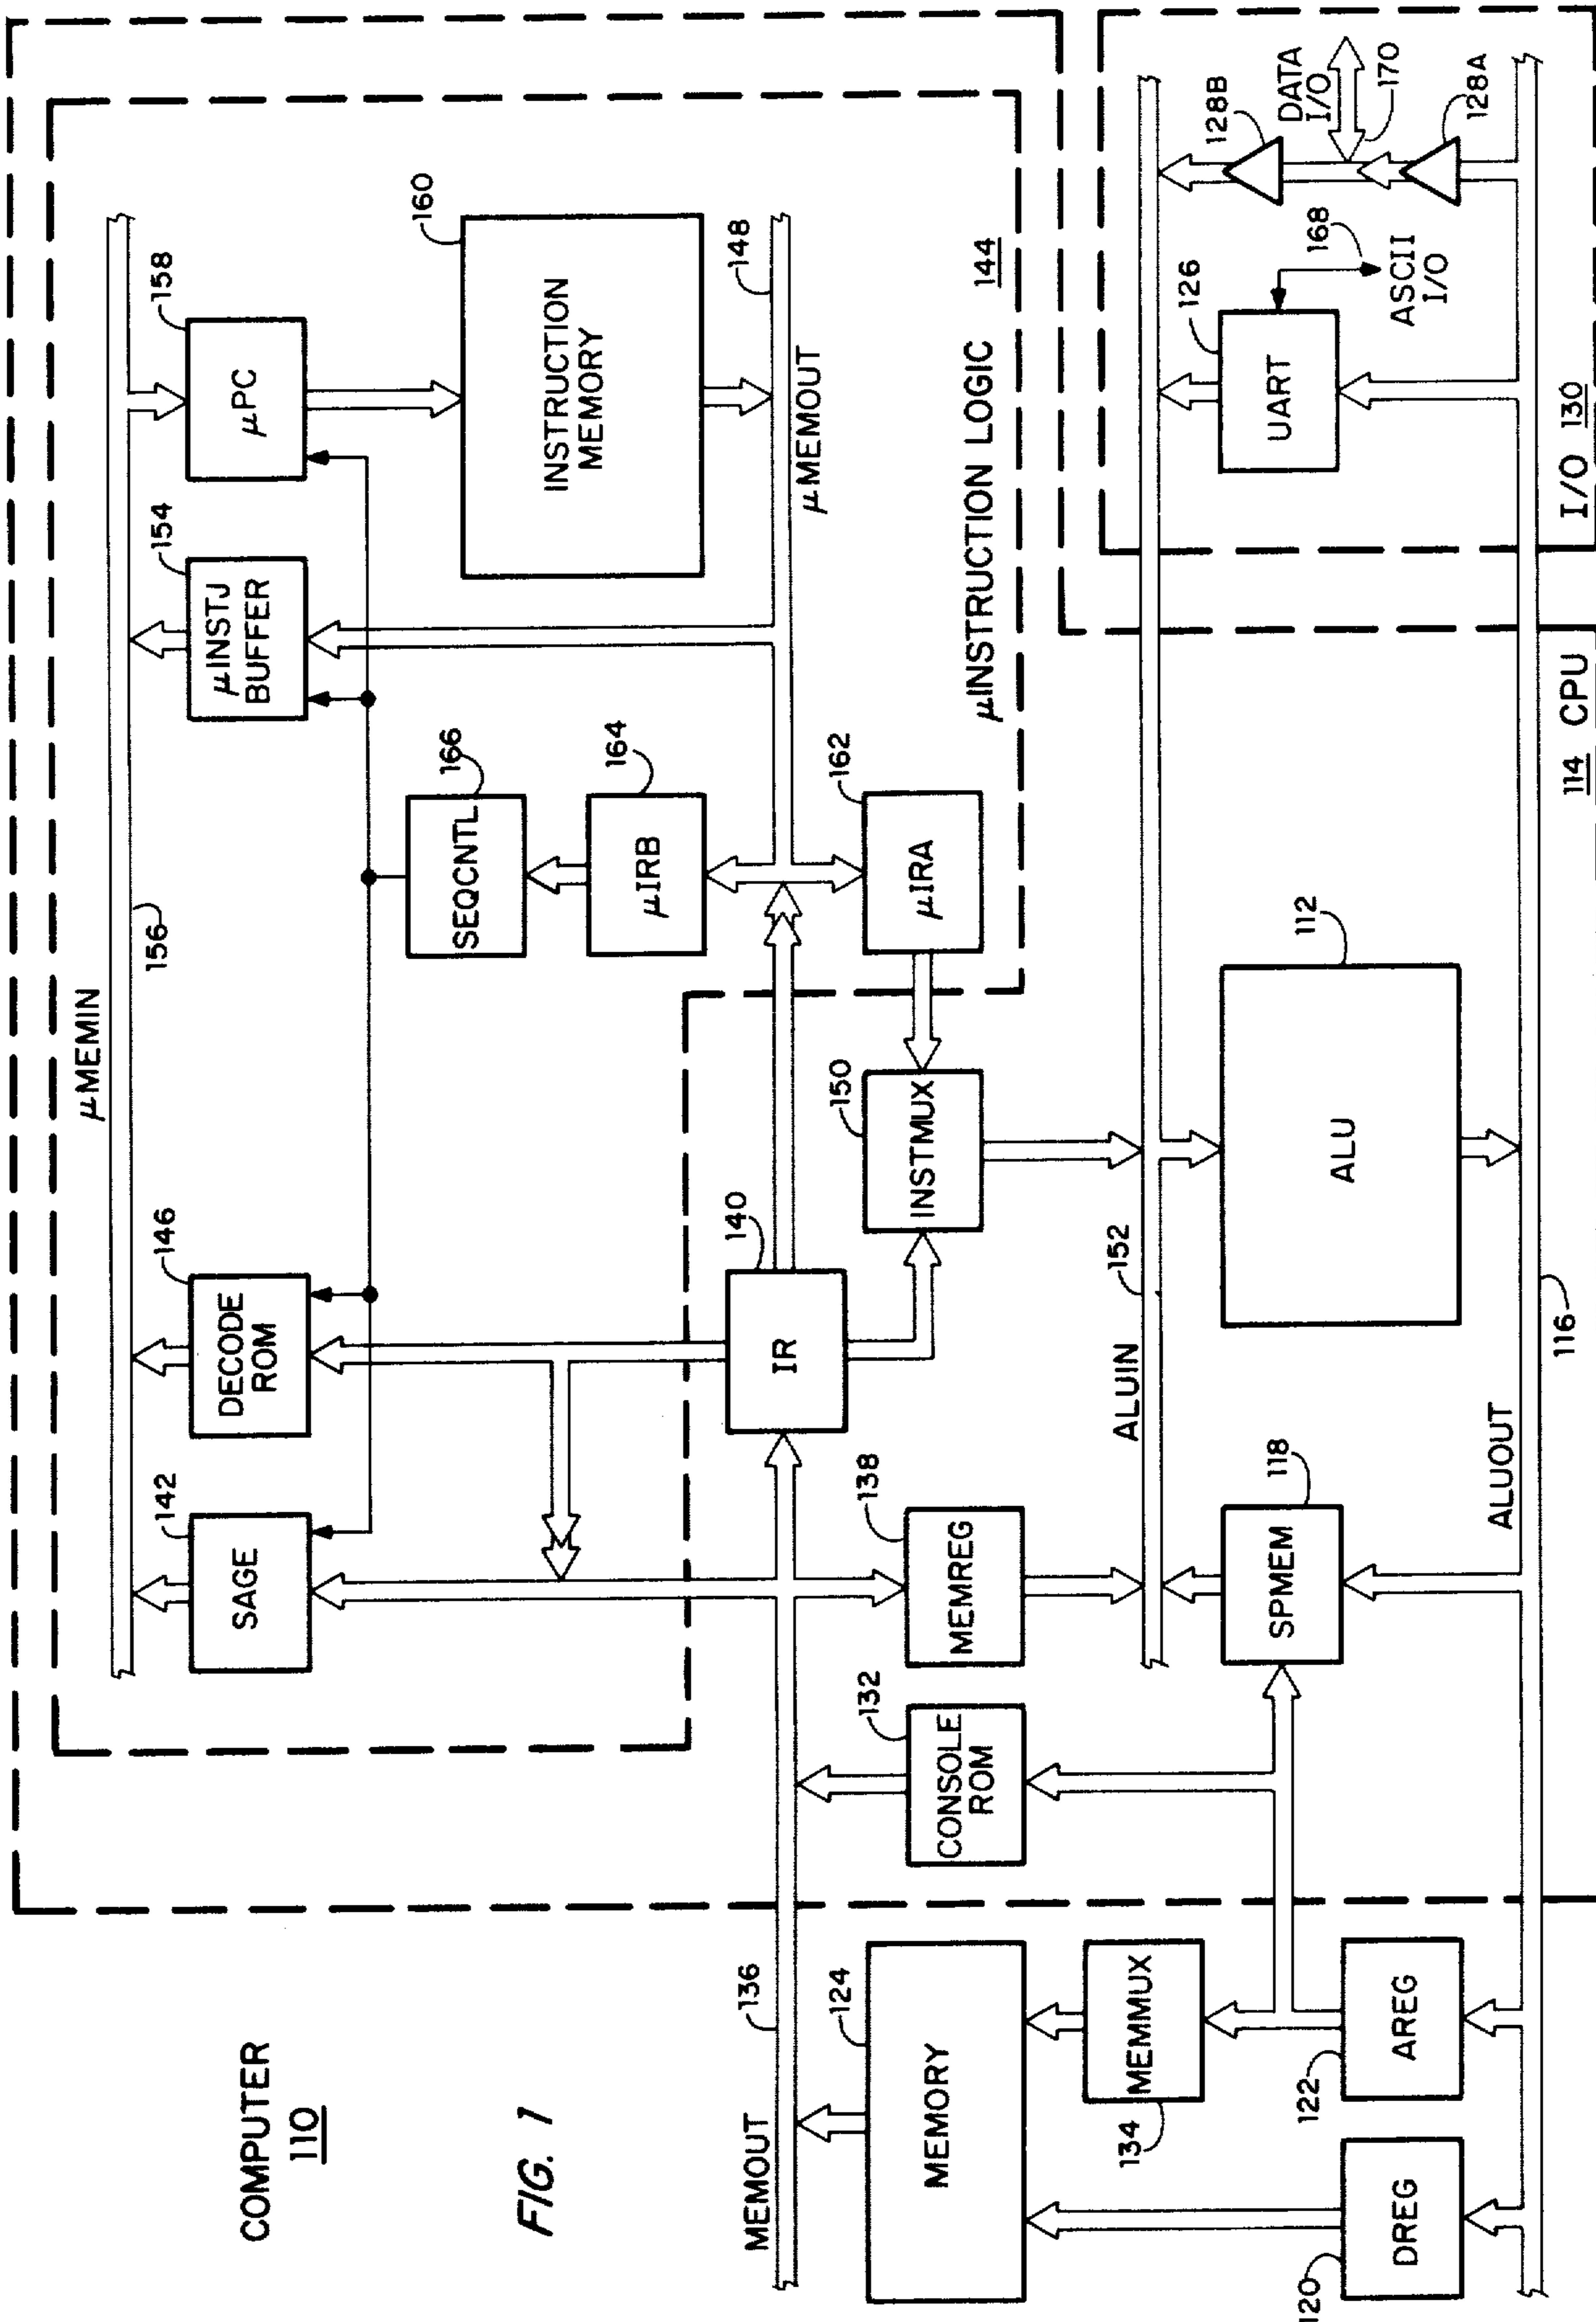 COMPUTER
110
FIG. 1
μMEMIN
156
142
SAGE
146
DECODE
ROM
154
μINSTJ
BUFFER
158
μPC
166
SEQCNTL
164
μIRB
160
INSTRUCTION
MEMORY
148
μMEMOUT
162
μIRA
μINSTRUCTION LOGIC
144
MEMOUT
136
140
IR
150
INSTMUX
124
MEMORY
132
CONSOLE
ROM
138
MEMREG
ALUIN
152
134
MEMMUX
118
SPMEM
112
ALU
126
UART
168
ASCII
I/O
128B
DATA
I/O
170
128A
120
DREG
122
AREG
ALUOUT
116
114 CPU
I/O 130